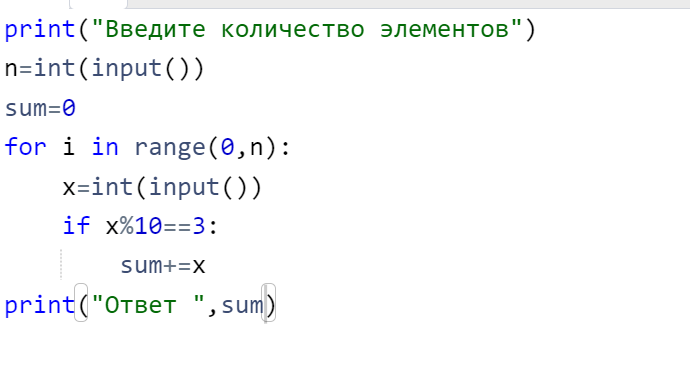 print("Введите количество элементов")
n=int(input())
sum=0
for i in range(0,n):
    x=int(input())
    if x%10==3:
        sum+=x
print("Ответ ",sum)